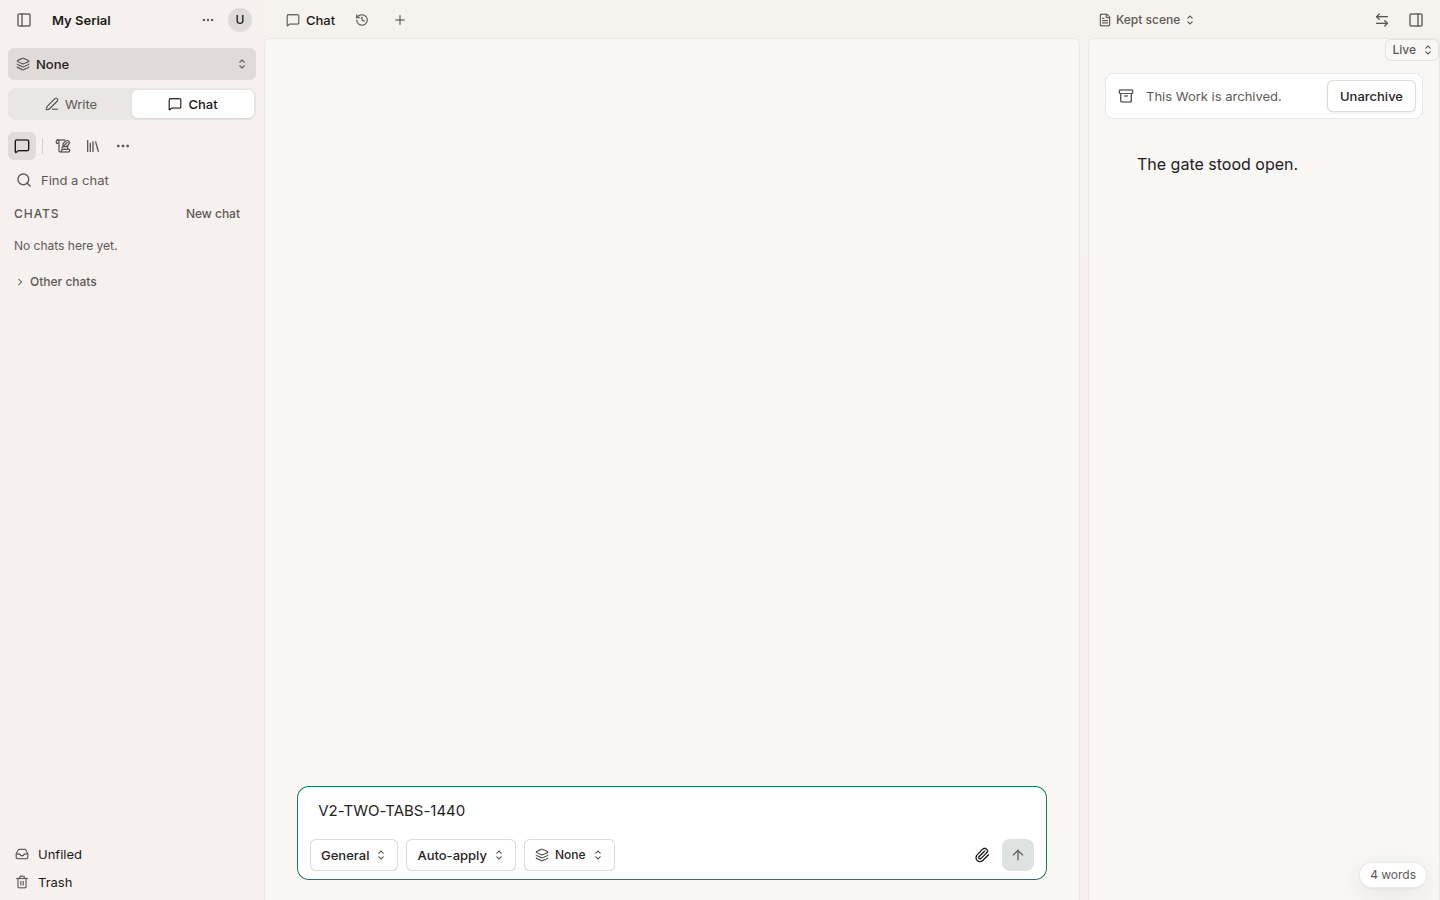 My Serial
U
Chat
Kept scene
None
Live
Write
Chat
This Work is archived.
Unarchive
Find a chat
The gate stood open.
CHATS
New chat
No chats here yet.
Other chats
V2-TWO-TABS-1440
General
Auto-apply
None
Unfiled
Trash
4 words